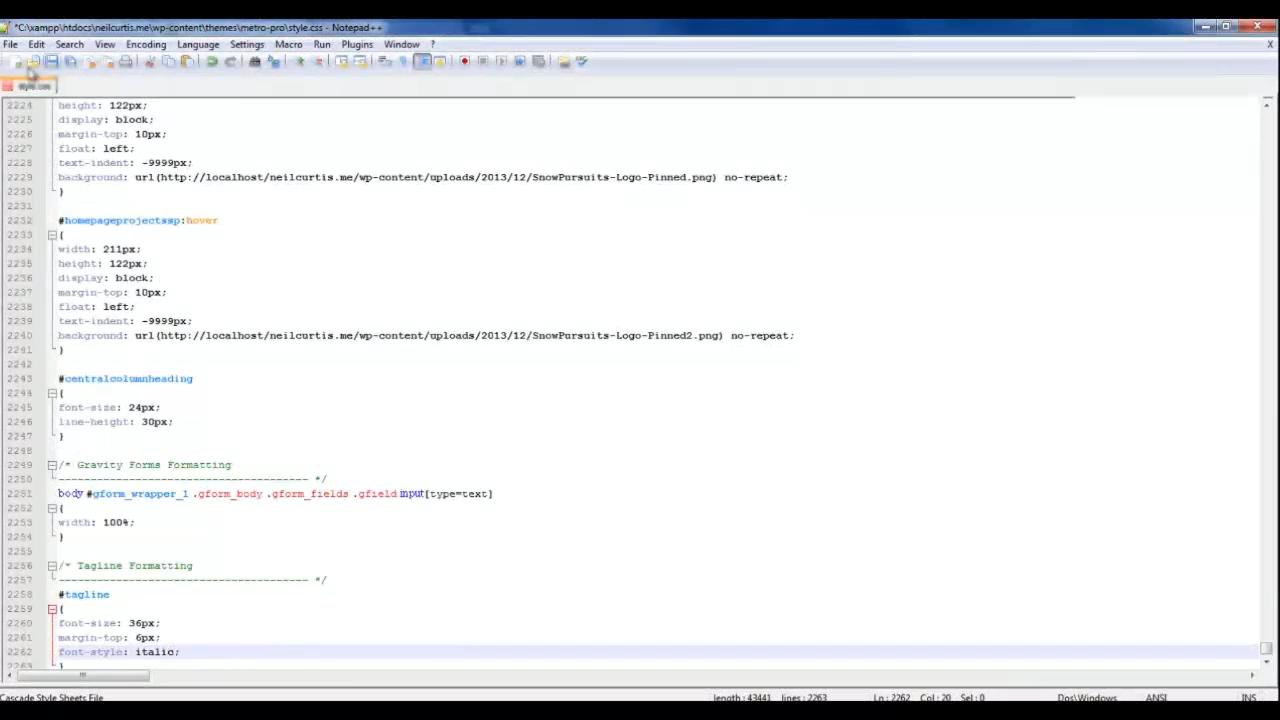 *C:\xampp\htdocs\neilcurtis.me\wp-content\themes\metro-pro\style.css - Notepad++
File Edit Search View Encoding Language Settings Macro Run Plugins Window ? X
style.css
2224 height: 122px;
2225 display: block;
2226 margin-top: 10px;
2227 float: left;
2228 text-indent: -9999px;
2229 background: url(http://localhost/neilcurtis.me/wp-content/uploads/2013/12/SnowPursuits-Logo-Pinned.png) no-repeat;
2230 }
2231
2232 #homepageprojectssp:hover
2233 {
2234 width: 211px;
2235 height: 122px;
2236 display: block;
2237 margin-top: 10px;
2238 float: left;
2239 text-indent: -9999px;
2240 background: url(http://localhost/neilcurtis.me/wp-content/uploads/2013/12/SnowPursuits-Logo-Pinned2.png) no-repeat;
2241 }
2242
2243 #centralcolumnheading
2244 {
2245 font-size: 24px;
2246 line-height: 30px;
2247 }
2248
2249 /* Gravity Forms Formatting
2250 --------------------------------------- */
2251 body #gform_wrapper_1 .gform_body .gform_fields .gfield input[type=text]
2252 {
2253 width: 100%;
2254 }
2255
2256 /* Tagline Formatting
2257 --------------------------------------- */
2258 #tagline
2259 {
2260 font-size: 36px;
2261 margin-top: 6px;
2262 font-style: italic;
2263 }
Cascade Style Sheets File length : 43441 lines : 2263 Ln : 2262 Col : 20 Sel : 0 Dos\Windows ANSI INS